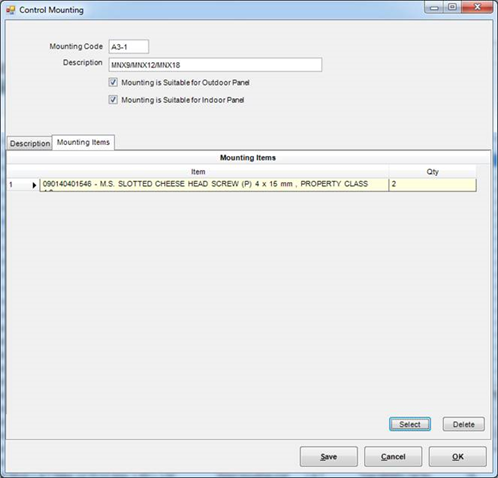 Control Mounting
Mounting Code A3-1
Description MNX9/MNX12/MNX18
Mounting is Suitable for Outdoor Panel
Mounting is Suitable for Indoor Panel
Description Mounting Items
Mounting Items
Item Qty
1 090140401546 - M.S. SLOTTED CHEESE HEAD SCREW (P) 4 x 15 mm , PROPERTY CLASS 2
Select Delete
Save Cancel OK